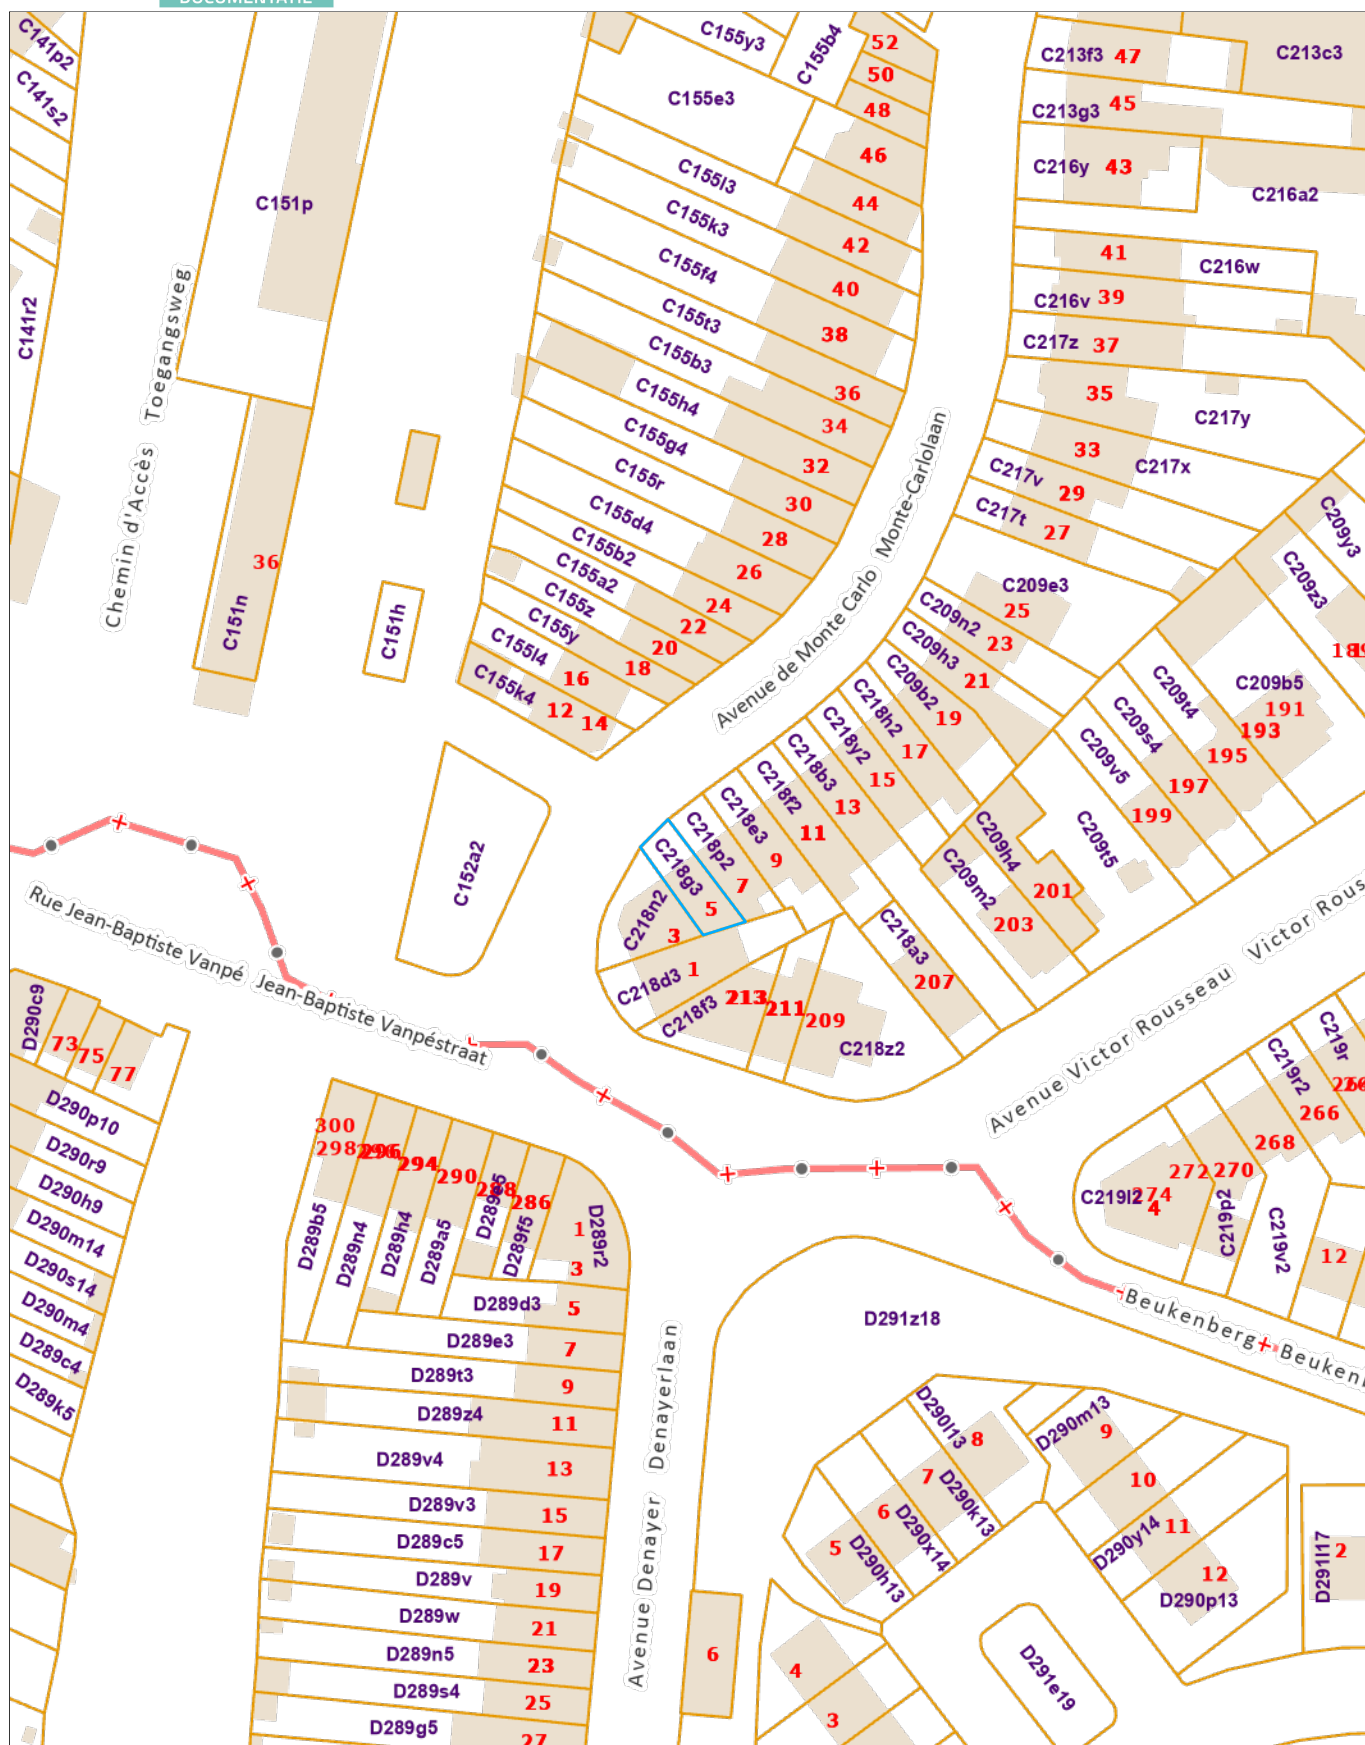 DOCUMENTATIE
C141p2
C141s2
C151p
C141r2
Chemin d'Accès Toegangsweg
36
C151n
C151h
C155y3
C155b4
52
50
C155e3
48
46
C155l3
44
C155k3
42
C155f4
40
C155t3
38
C155b3
36
C155h4
34
C155g4
32
C155r
30
C155d4
28
C155b2
26
C155a2
24
C155z
22
C155y
20
C155l4
18
16
C155k4
12
14
C213f3 47
C213c3
C213g3 45
C216y 43
C216a2
41
C216w
C216v 39
C217z 37
35
C217y
33
C217x
C217v
29
C217t
27
C209e3
25
C209n2
23
C209h3
21
C209b2
19
C218h2
17
C218y2
15
C218b3
13
C218f2
11
C218e3
9
C218p2
7
C218g3
5
C218n2
3
C218d3 1
C218f3
213
211
209
C218z2
C218a3
207
C209y3
C209z3
C209b5
191
193
C209t4
195
C209s4
197
C209v5
199
C209t5
C209h4
201
C209m2
203
Avenue de Monte Carlo Monte-Carlolaan
Avenue Victor Rousseau Victor Rous
C152a2
Rue Jean-Baptiste Vanpé Jean-Baptiste Vanpéstraat
D290c9
73
75
77
D290p10
D290r9
D290h9
D290m14
D290s14
D290m4
D289c4
D289k5
300
298
296
294
290
288
286
D289b5
D289n4
D289h4
D289a5
D289e5
D289f5
D289r2
1
3
D289d3 5
D289e3 7
D289t3 9
D289z4 11
D289v4 13
D289v3 15
D289c5 17
D289v 19
D289w 21
D289n5 23
D289s4 25
D289g5 27
Avenue Denayer Denayerlaan
6
D291z18
C219r
C219r2
266
268
270
272
274
C219l2
4
C219p2
C219v2
12
Beukenberg
D290l13
8
7
D290k13
6
D290x14
5
D290h13
D290m13
9
10
D290y14 11
12
D290p13
D291l17
2
D291e19
4
3